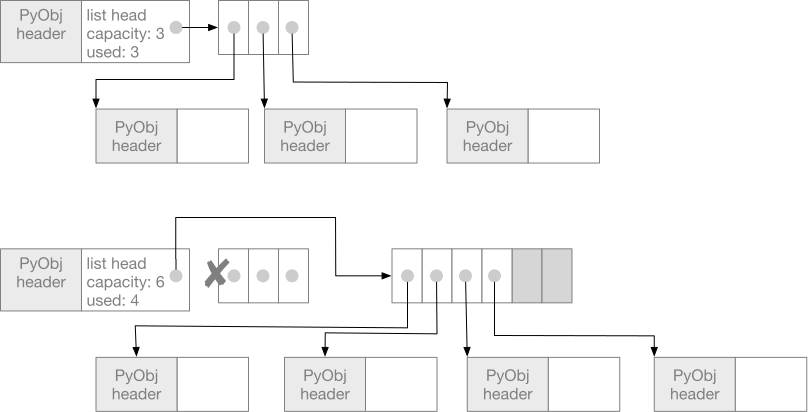 PyObj
header
list head
capacity: 3
used: 3
PyObj
header
PyObj
header
PyObj
header
PyObj
header
list head
capacity: 6
used: 4
PyObj
header
PyObj
header
PyObj
header
PyObj
header